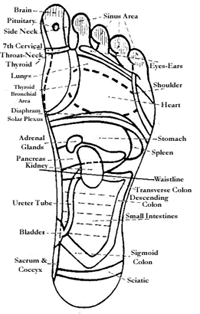 Brain
Pituitary
Side Neck
7th Cervical
Throat-Neck
Thyroid
Lungs
Thyroid
Bronchial
Area
Diaphram
Solar Plexus
Adrenal
Glands
Pancreas
Kidney
Ureter Tube
Bladder
Sacrum &
Coccyx
Sinus Area
Eyes-Ears
Shoulder
Heart
Stomach
Spleen
Waistline
Transverse Colon
Descending
Colon
Small Intestines
Sigmoid
Colon
Sciatic